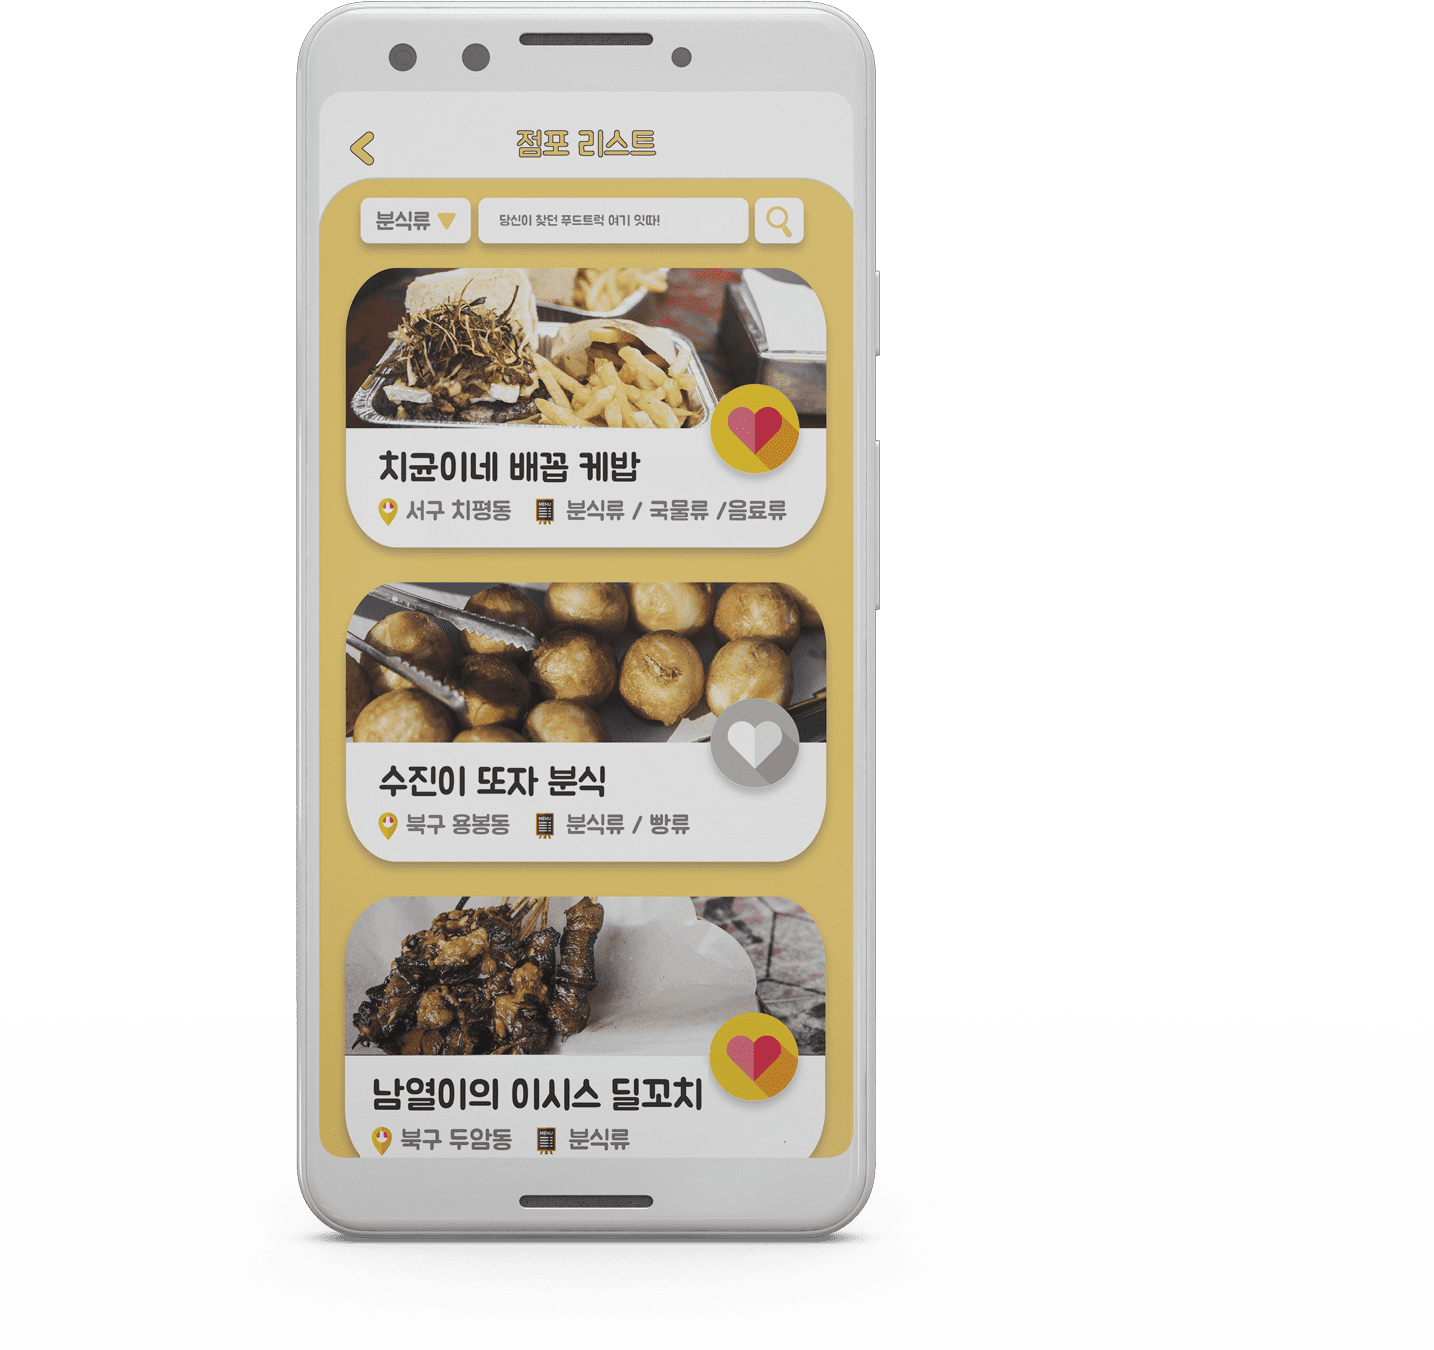 점포 리스트
분식류
당신이 찾던 푸드트럭 여기 잇따!
치균이네 배꼽 케밥
서구 치평동 MENU 분식류 / 국물류 /음료류
수진이 또자 분식
북구 용봉동 MENU 분식류 / 빵류
남열이의 이시스 딜꼬치
북구 두암동 MENU 분식류